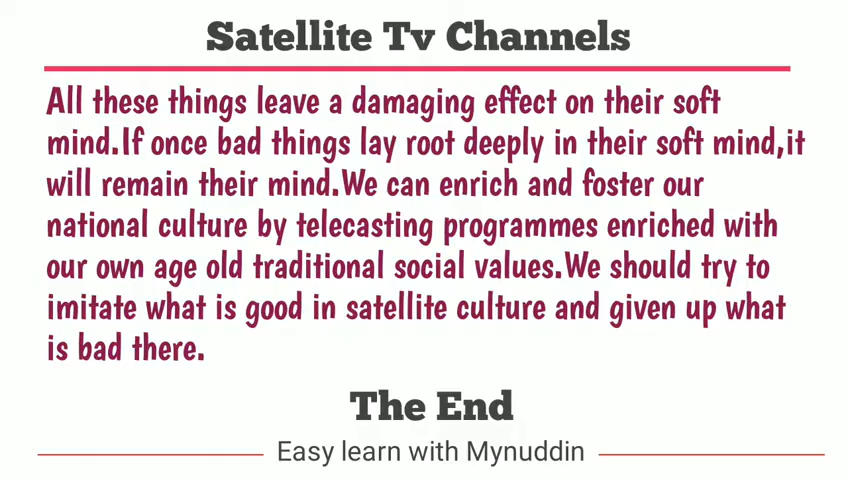 Satellite Tv Channels
All these things leave a damaging effect on their soft
mind.If once bad things lay root deeply in their soft mind,it
will remain their mind.We can enrich and foster our
national culture by telecasting programmes enriched with
our own age old traditional social values.We should try to
imitate what is good in satellite culture and given up what
is bad there.
The End
Easy learn with Mynuddin